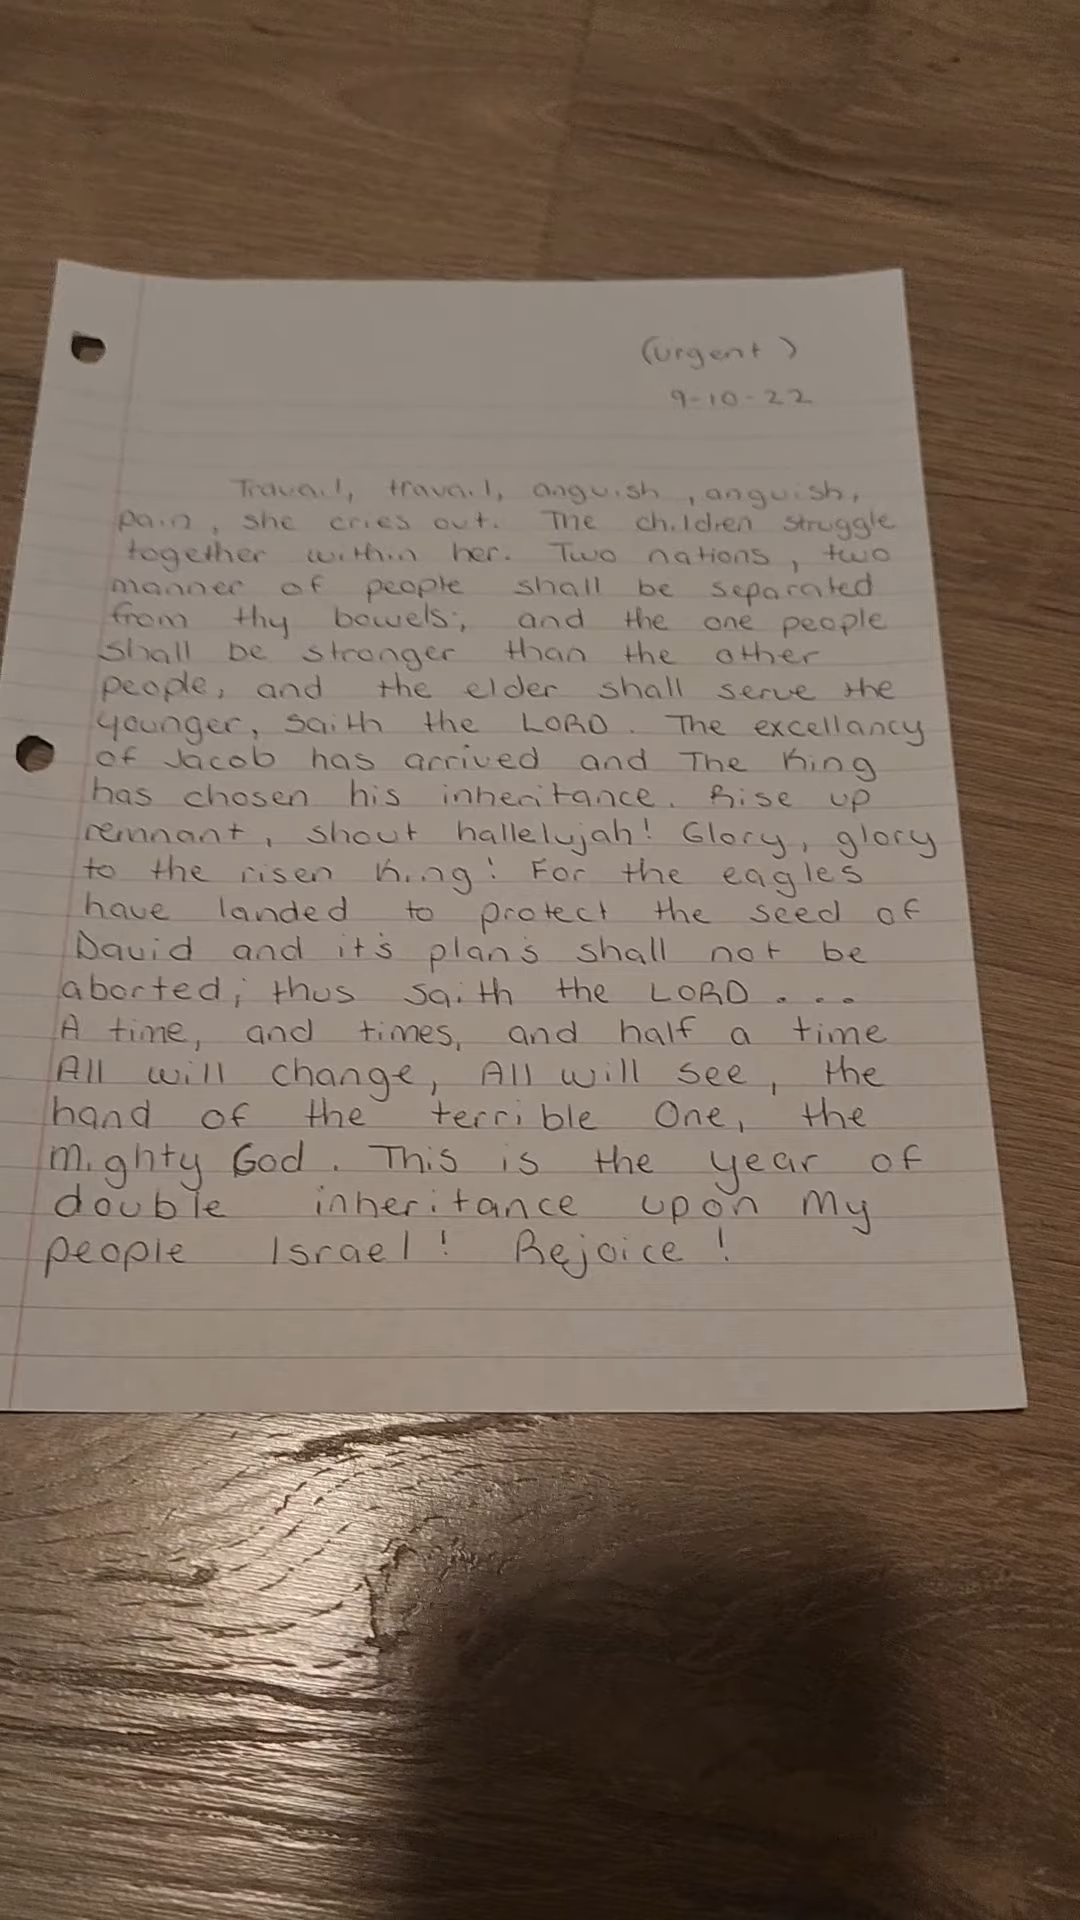 (urgent)
9-10-22
Travail, travail, anguish, anguish,
pain, she cries out. The children struggle
together within her. Two nations, two
manner of people shall be separated
from thy bowels; and the one people
shall be stronger than the other
people, and the elder shall serve the
younger, saith the LORD. The excellancy
of Jacob has arrived and The King
has chosen his inheritance. Rise up
remnant, shout hallelujah! Glory, glory
to the risen King! For the eagles
have landed to protect the seed of
David and it's plan's shall not be
aborted; thus saith the LORD...
A time, and times, and half a time
All will change, All will see, the
hand of the terrible One, the
mighty God. This is the year of
double inheritance upon My
people Israel! Rejoice!